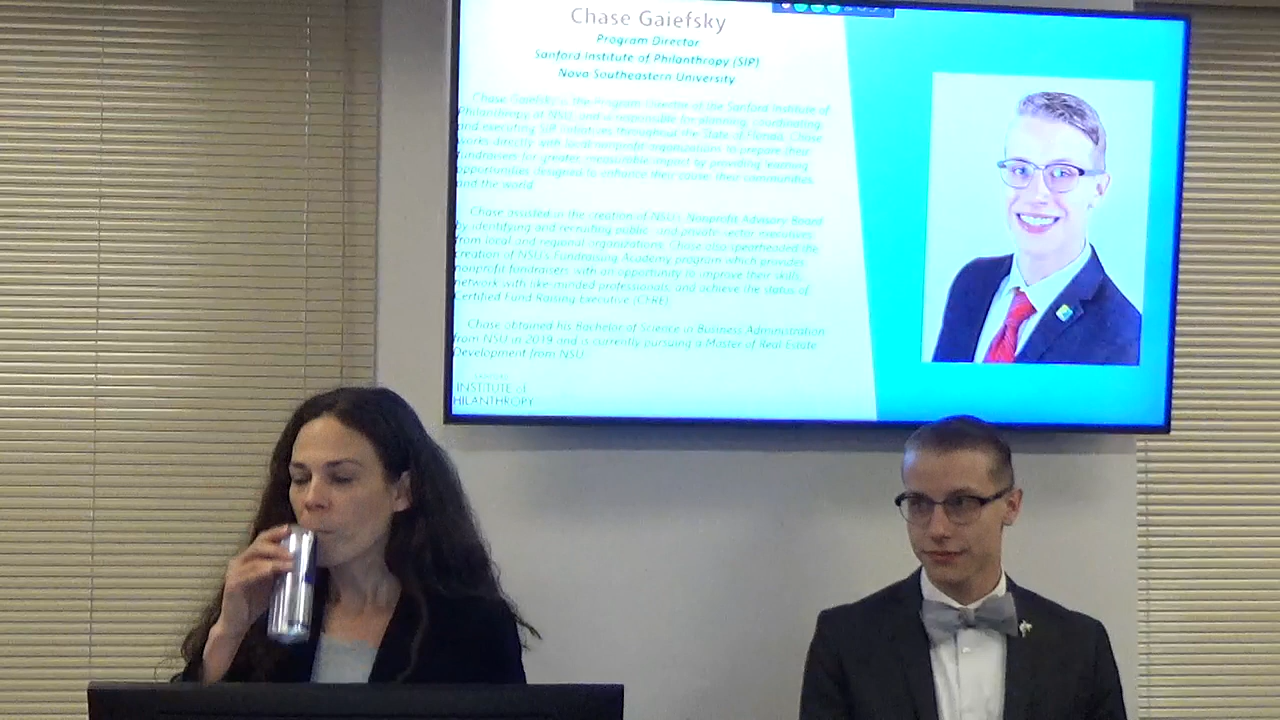 Chase Gaiefsky
Program Director
Sanford Institute of Philanthropy (SIP)
Nova Southeastern University
Chase Gaiefsky is the Program Director of the Sanford Institute of
Philanthropy at NSU, and is responsible for planning, coordinating,
and executing SIP initiatives throughout the State of Florida. Chase
works directly with local nonprofit organizations to prepare their
fundraisers for greater measurable impact by providing learning
opportunities designed to enhance their cause, their communities,
and the world.
Chase assisted in the creation of NSU's Nonprofit Advisory Board
by identifying and recruiting public- and private-sector executives
from local and regional organizations. Chase also spearheaded the
creation of NSU's Fundraising Academy program which provides
nonprofit fundraisers with an opportunity to improve their skills,
network with like-minded professionals, and achieve the status of
Certified Fund Raising Executive (CFRE).
Chase obtained his Bachelor of Science in Business Administration
from NSU in 2019 and is currently pursuing a Master of Real Estate
Development from NSU.
INSTITUTE of
HILANTHROPY